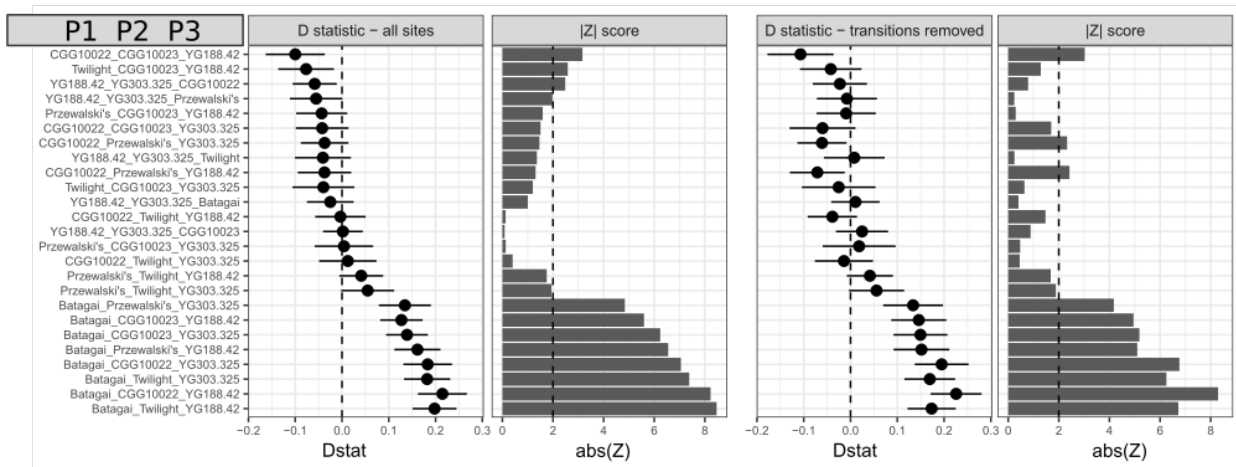 P1 P2 P3
D statistic − all sites
|Z| score
D statistic − transitions removed
|Z| score
CGG10022_CGG10023_YG188.42
Twilight_CGG10023_YG188.42
YG188.42_YG303.325_CGG10022
YG188.42_YG303.325_Przewalski's
Przewalski's_CGG10023_YG188.42
CGG10022_CGG10023_YG303.325
CGG10022_Przewalski's_YG303.325
YG188.42_YG303.325_Twilight
CGG10022_Przewalski's_YG188.42
Twilight_CGG10023_YG303.325
YG188.42_YG303.325_Batagai
CGG10022_Twilight_YG188.42
YG188.42_YG303.325_CGG10023
Przewalski's_CGG10023_YG303.325
CGG10022_Twilight_YG303.325
Przewalski's_Twilight_YG188.42
Przewalski's_Twilight_YG303.325
Batagai_Przewalski's_YG303.325
Batagai_CGG10023_YG188.42
Batagai_CGG10023_YG303.325
Batagai_Przewalski's_YG188.42
Batagai_CGG10022_YG303.325
Batagai_Twilight_YG303.325
Batagai_CGG10022_YG188.42
Batagai_Twilight_YG188.42
−0.2 −0.1 0.0 0.1 0.2 0.3 0 2 4 6 8 −0.2 −0.1 0.0 0.1 0.2 0.3 0 2 4 6 8
Dstat abs(Z) Dstat abs(Z)